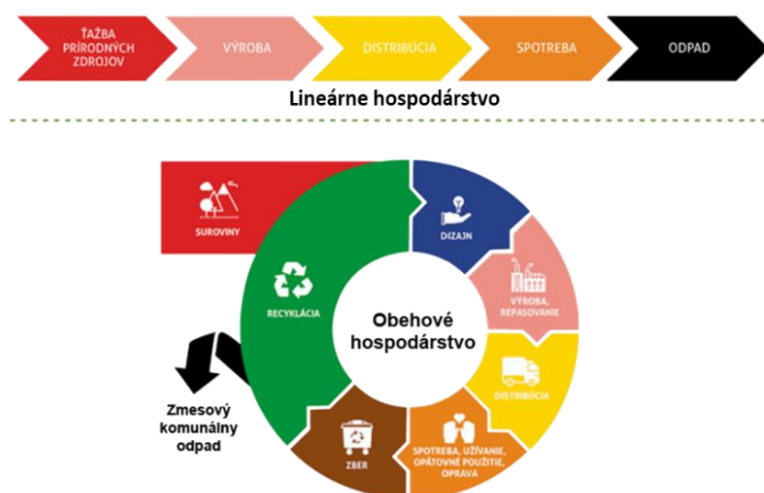 ŤAŽBA
PRÍRODNÝCH
ZDROJOV
VÝROBA
DISTRIBÚCIA
SPOTREBA
ODPAD
Lineárne hospodárstvo
SUROVINY
DIZAJN
VÝROBA,
REPASOVANIE
RECYKLÁCIA
Obehové
hospodárstvo
DISTRIBÚCIA
Zmesový
komunálny
odpad
ZBER
SPOTREBA, UŽÍVANIE,
OPÄTOVNÉ POUŽITIE,
OPRAVA